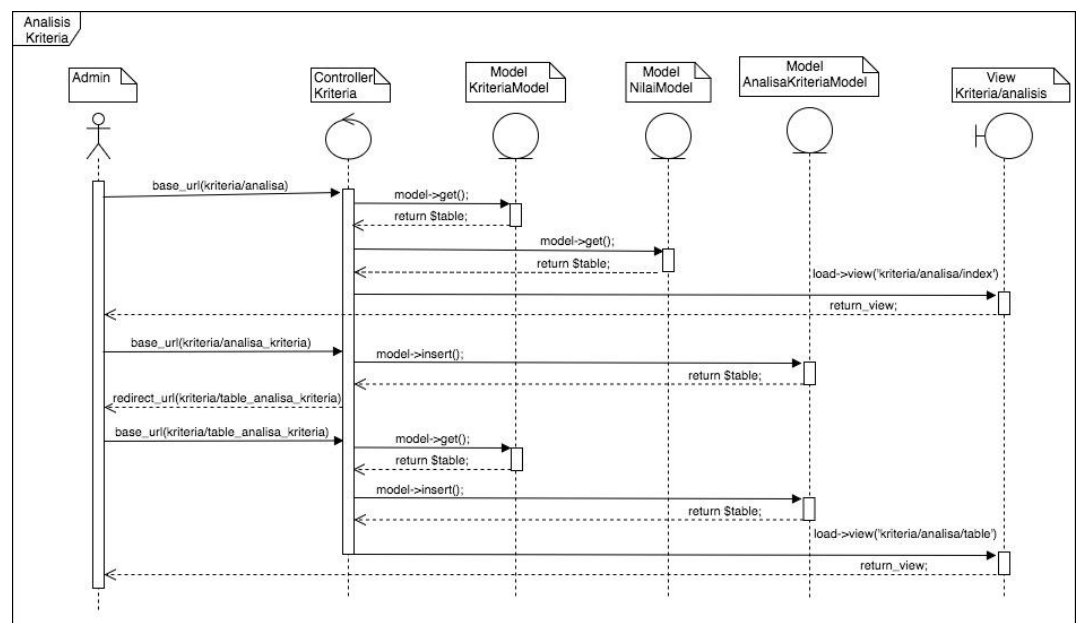 Analisis
Kriteria
Admin
Controller
Kriteria
Model
KriteriaModel
Model
NilaiModel
Model
AnalisaKriteriaModel
View
Kriteria/analisis
base_url(kriteria/analisa)
model->get();
return $table;
model->get();
return $table;
load->view('kriteria/analisa/index')
return_view;
base_url(kriteria/analisa_kriteria)
model->insert();
return $table;
redirect_url(kriteria/table_analisa_kriteria)
base_url(kriteria/table_analisa_kriteria)
model->get();
return $table;
model->insert();
return $table;
load->view('kriteria/analisa/table')
return_view;